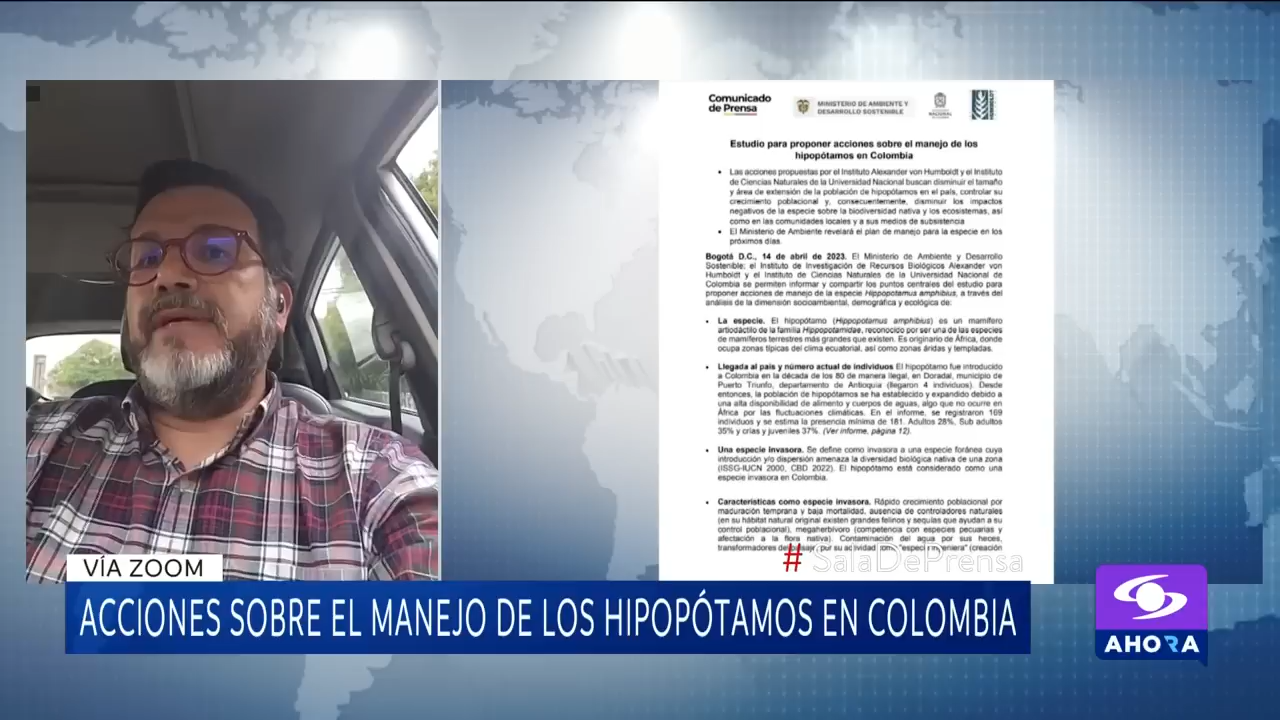 Comunicado
de Prensa
MINISTERIO DE AMBIENTE Y
DESARROLLO SOSTENIBLE
Estudio para proponer acciones sobre el manejo de los
hipopótamos en Colombia
• Las acciones propuestas por el Instituto Alexander von Humboldt y el Instituto
de Ciencias Naturales de la Universidad Nacional buscan disminuir el tamaño
y área de extensión de la población de hipopótamos en el país, controlar su
crecimiento poblacional y, consecuentemente, disminuir los impactos
negativos de la especie sobre la biodiversidad nativa y los ecosistemas, así
como en las comunidades locales y a sus medios de subsistencia
• El Ministerio de Ambiente revelará el plan de manejo para la especie en los
próximos días.
Bogotá D.C., 14 de abril de 2023. El Ministerio de Ambiente y Desarrollo
Sostenible; el Instituto de Investigación de Recursos Biológicos Alexander von
Humboldt y el Instituto de Ciencias Naturales de la Universidad Nacional de
Colombia se permiten informar y compartir los puntos centrales del estudio para
proponer acciones de manejo de la especie Hippopotamus amphibius, a través del
análisis de la dimensión socioambiental, demográfica y ecológica de:
• La especie. El hipopótamo (Hippopotamus amphibius) es un mamífero
artiodáctilo de la familia Hippopotamidae, reconocido por ser una de las especies
de mamíferos terrestres más grandes que existen. Es originario de África, donde
ocupa zonas típicas del clima ecuatorial, así como zonas áridas y templadas.
• Llegada al país y número actual de individuos El hipopótamo fue introducido
a Colombia en la década de los 80 de manera ilegal, en Doradal, municipio de
Puerto Triunfo, departamento de Antioquia (llegaron 4 individuos). Desde
entonces, la población de hipopótamos se ha establecido y expandido debido a
una alta disponibilidad de alimento y cuerpos de aguas, algo que no ocurre en
África por las fluctuaciones climáticas. En el informe, se registraron 169
individuos y se estima la presencia mínima de 181. Adultos 28%, Sub adultos
35% y crías y juveniles 37%. (Ver informe, página 12).
• Una especie invasora. Se define como invasora a una especie foránea cuya
introducción y/o dispersión amenaza la diversidad biológica nativa de una zona
(ISSG-IUCN 2000, CBD 2022). El hipopótamo está considerado como una
especie invasora en Colombia.
• Características como especie invasora. Rápido crecimiento poblacional por
maduración temprana y baja mortalidad, ausencia de controladores naturales
(en su hábitat natural original existen grandes felinos y sequías que ayudan a su
control poblacional), megaherbívoro (competencia con especies pecuarias y
afectación a la flora nativa). Contaminación del agua por sus heces,
transformadores por su actividad (creación
# SalaDePrensa
VÍA ZOOM
ACCIONES SOBRE EL MANEJO DE LOS HIPOPÓTAMOS EN COLOMBIA
AHORA